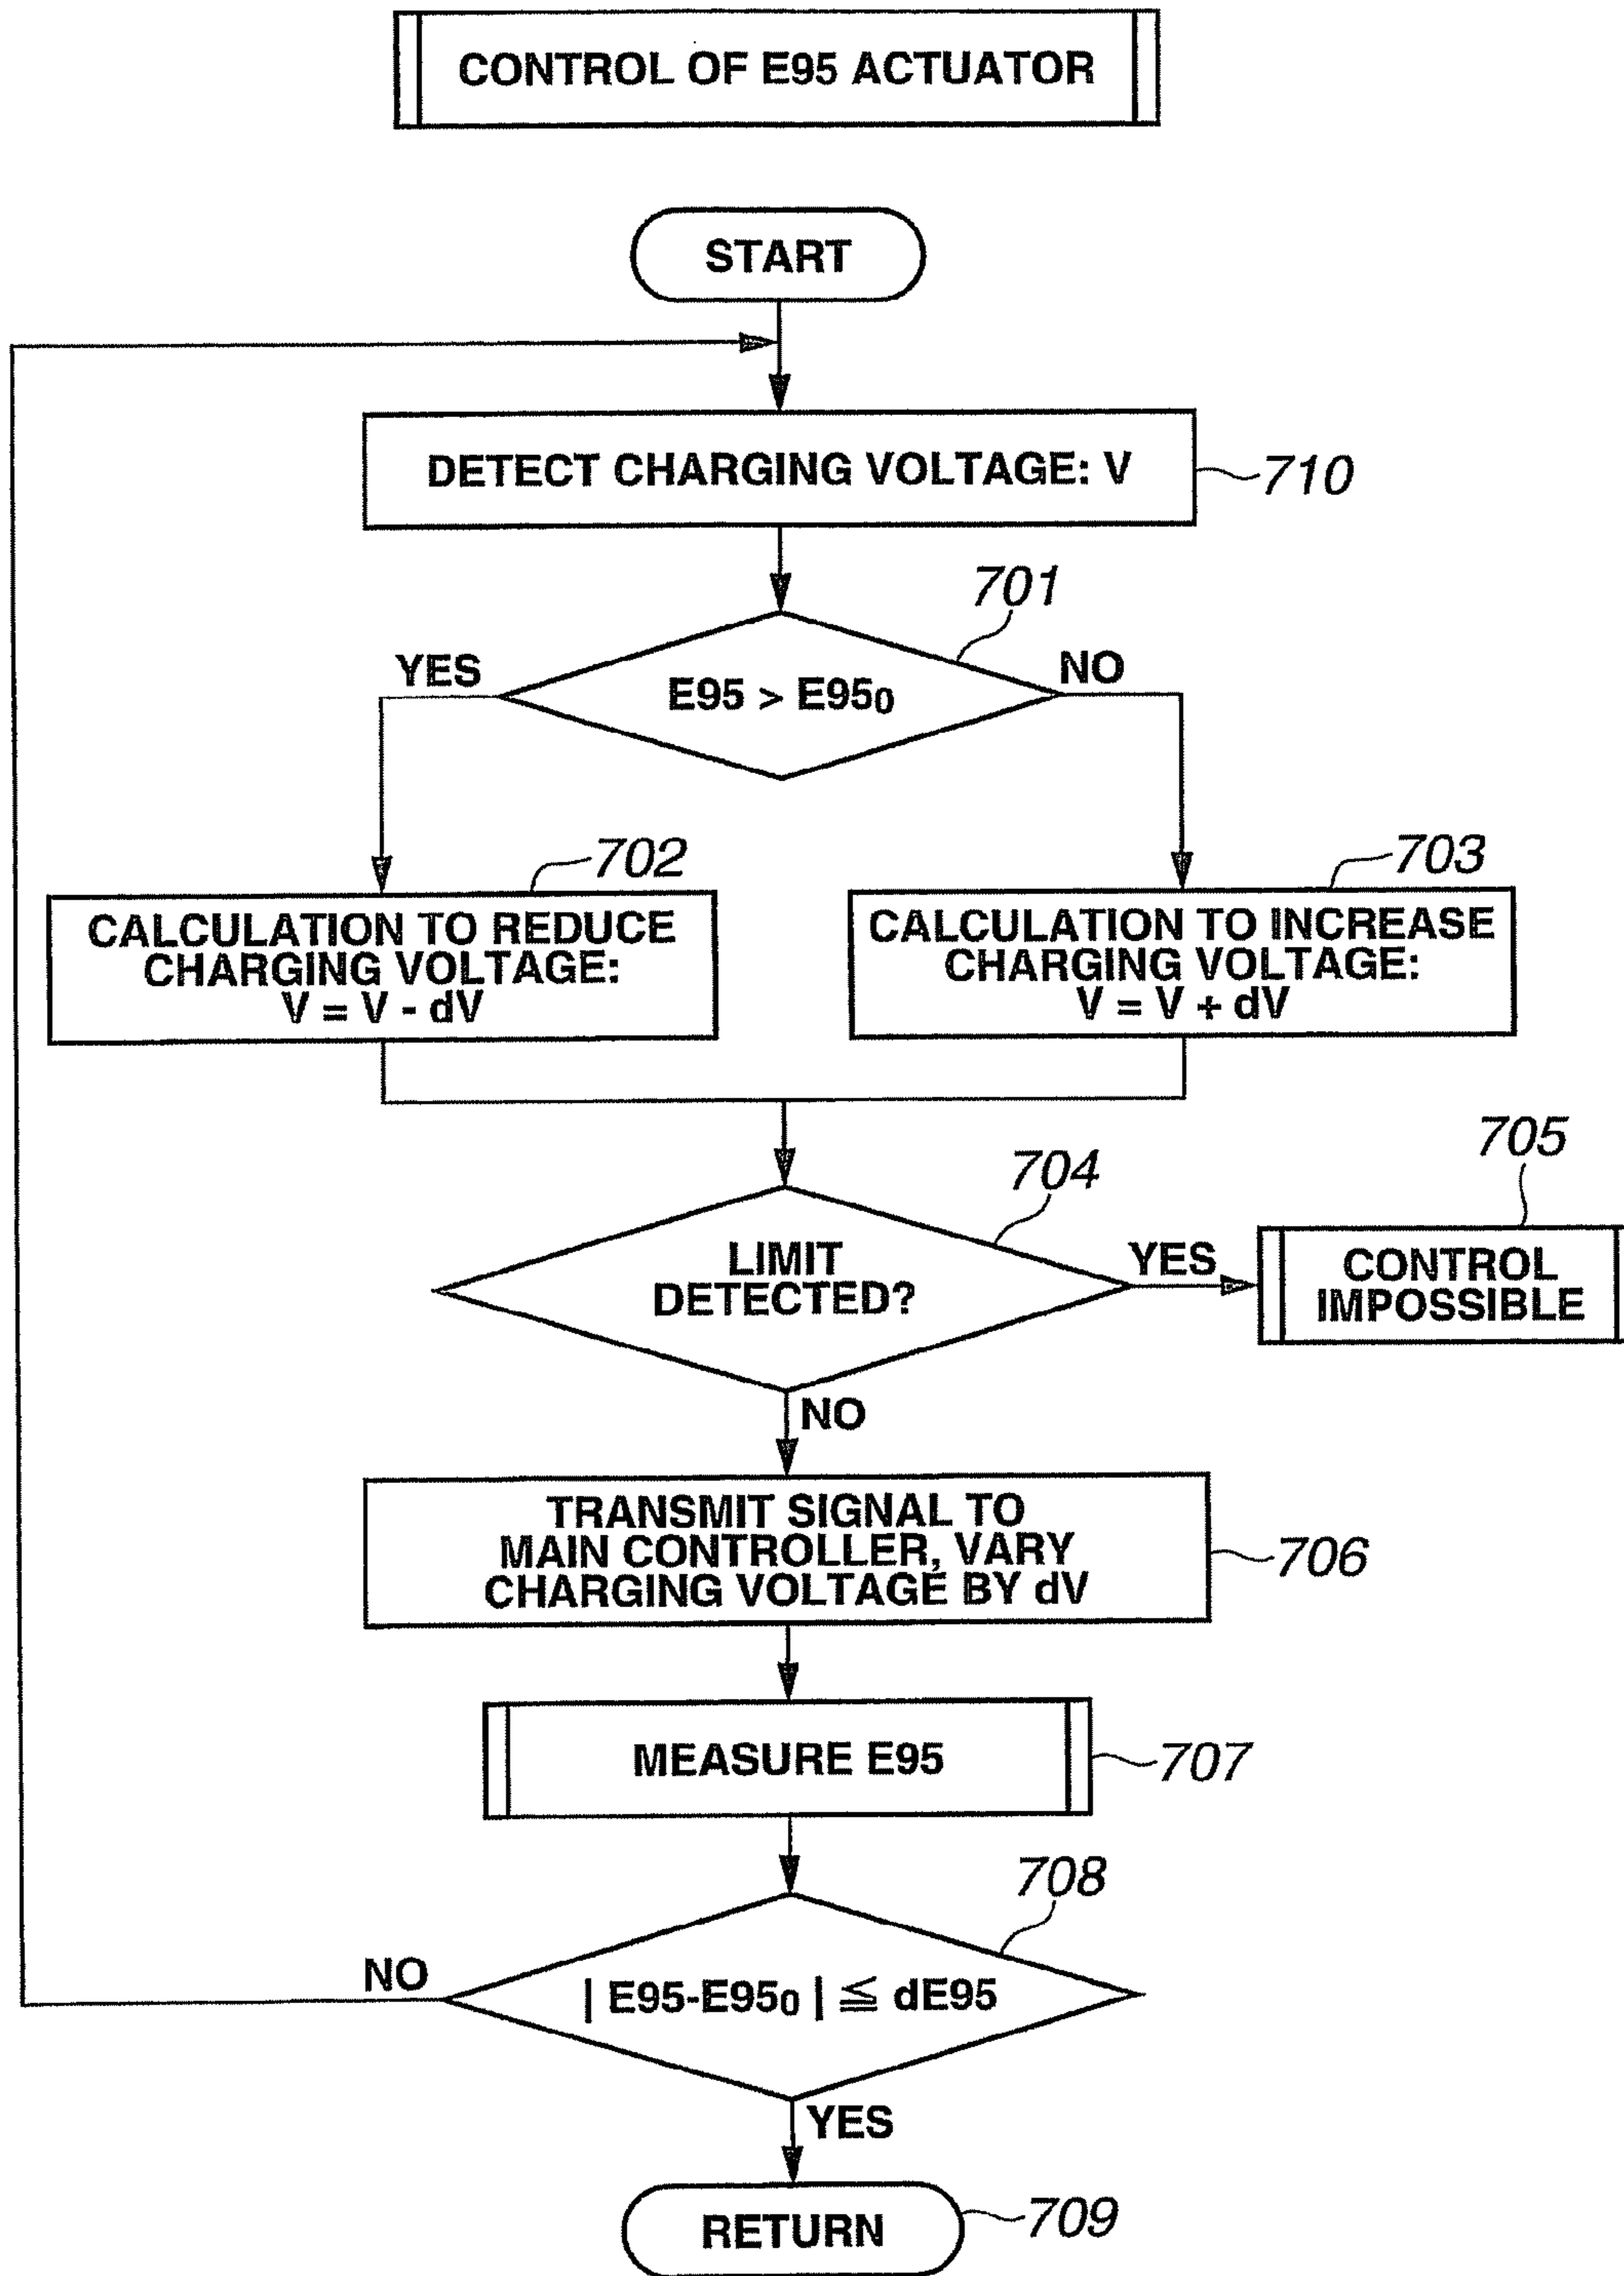 CONTROL OF E95 ACTUATOR
START
DETECT CHARGING VOLTAGE: V
710
701
YES
NO
E95 > E95₀
702
703
CALCULATION TO REDUCE
CHARGING VOLTAGE:
V = V - dV
CALCULATION TO INCREASE
CHARGING VOLTAGE:
V = V + dV
704
705
LIMIT
DETECTED?
YES
CONTROL
IMPOSSIBLE
NO
TRANSMIT SIGNAL TO
MAIN CONTROLLER, VARY
CHARGING VOLTAGE BY dV
706
MEASURE E95
707
708
NO
| E95-E95₀ | ≦ dE95
YES
RETURN
709